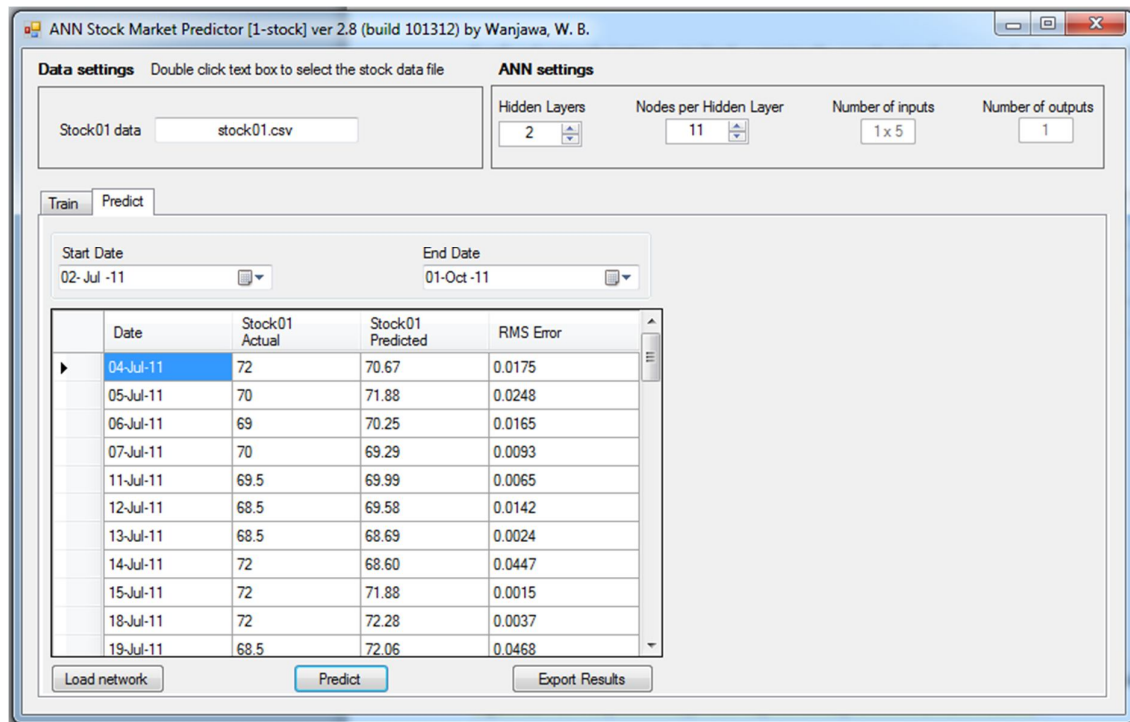 ANN Stock Market Predictor [1-stock] ver 2.8 (build 101312) by Wanjawa, W. B.
Data settings Double click text box to select the stock data file
ANN settings
Stock01 data stock01.csv
Hidden Layers Nodes per Hidden Layer Number of inputs Number of outputs
2 11 1 x 5 1
Train Predict
Start Date End Date
02- Jul -11 01-Oct -11
Date Stock01 Actual Stock01 Predicted RMS Error
04-Jul-11 72 70.67 0.0175
05-Jul-11 70 71.88 0.0248
06-Jul-11 69 70.25 0.0165
07-Jul-11 70 69.29 0.0093
11-Jul-11 69.5 69.99 0.0065
12-Jul-11 68.5 69.58 0.0142
13-Jul-11 68.5 68.69 0.0024
14-Jul-11 72 68.60 0.0447
15-Jul-11 72 71.88 0.0015
18-Jul-11 72 72.28 0.0037
19-Jul-11 68.5 72.06 0.0468
Load network Predict Export Results